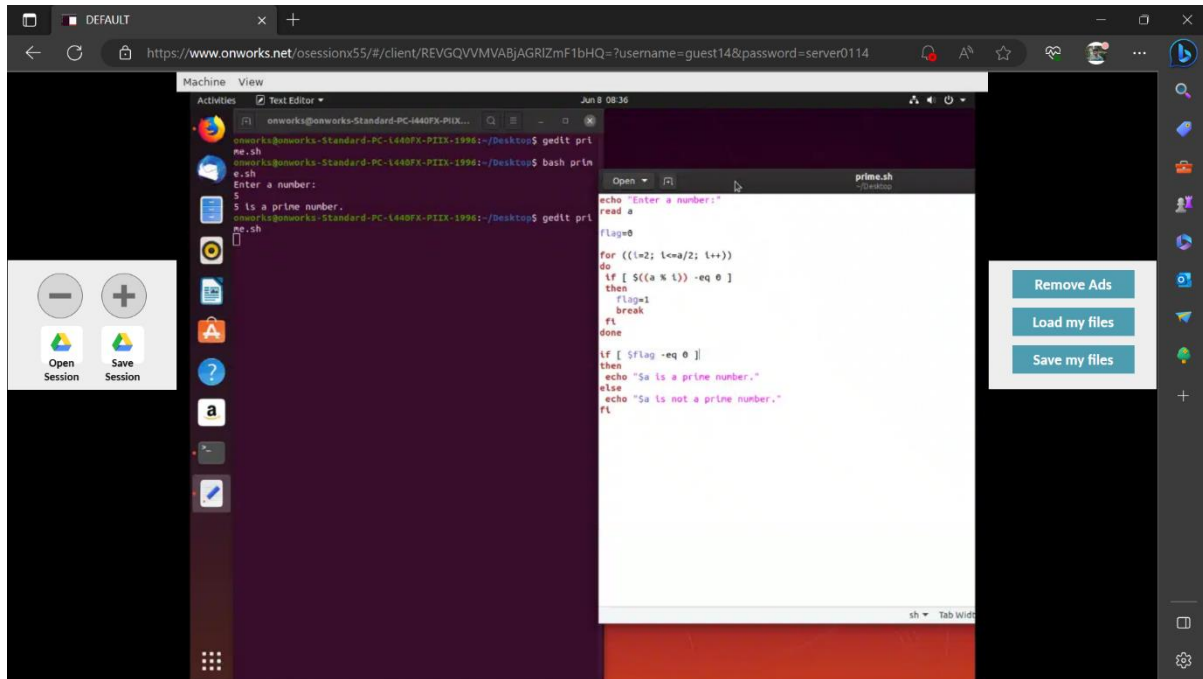 DEFAULT
https://www.onworks.net/osessionx55/#/client/REVGQVVMVABjAGRIZmF1bHQ=?username=guest14&password=server0114
Machine View
Activities Text Editor Jun 8 08:36
onworks@onworks-Standard-PC-i440FX-PIIX...
onworks@onworks-Standard-PC-i440FX-PIIX-1996:~/Desktop$ gedit pri
me.sh
onworks@onworks-Standard-PC-i440FX-PIIX-1996:~/Desktop$ bash prim
e.sh
Enter a number:
5
5 is a prime number.
onworks@onworks-Standard-PC-i440FX-PIIX-1996:~/Desktop$ gedit pri
me.sh
Open
prime.sh
~/Desktop
echo "Enter a number:"
read a
flag=0
for ((i=2; i<=a/2; i++))
do
if [ $((a % i)) -eq 0 ]
then
flag=1
break
fi
done
if [ $flag -eq 0 ]
then
echo "$a is a prime number."
else
echo "$a is not a prime number."
fi
sh Tab Widt
Open
Session
Save
Session
Remove Ads
Load my files
Save my files